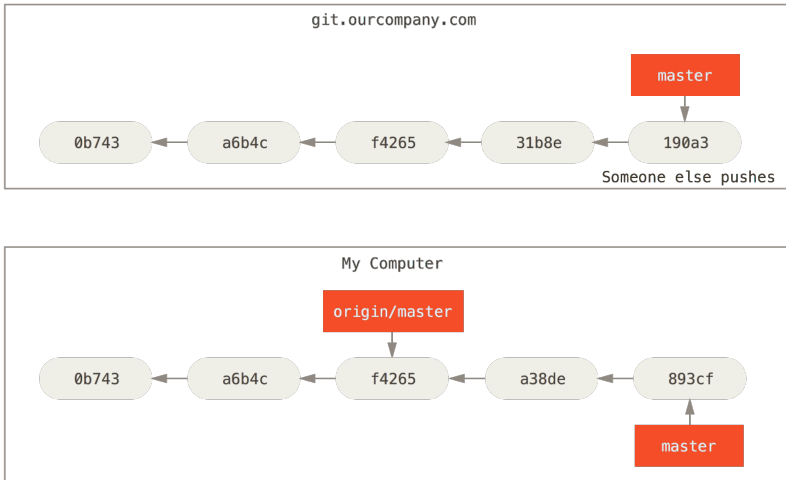 git.ourcompany.com
master
0b743 a6b4c f4265 31b8e 190a3
Someone else pushes
My Computer
origin/master
0b743 a6b4c f4265 a38de 893cf
master